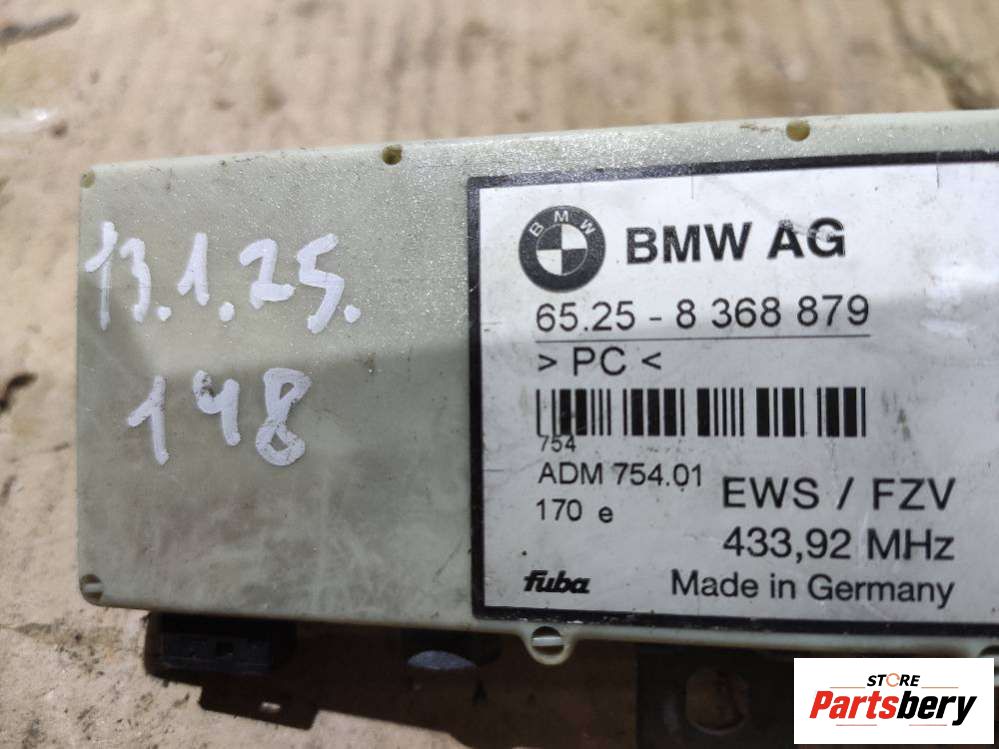 13.1.25.
148
BMW
BMW AG
65.25 - 8 368 879
> PC <
754
ADM 754.01
170 e
EWS / FZV
433,92 MHz
fuba
Made in Germany
STORE
Partsbery